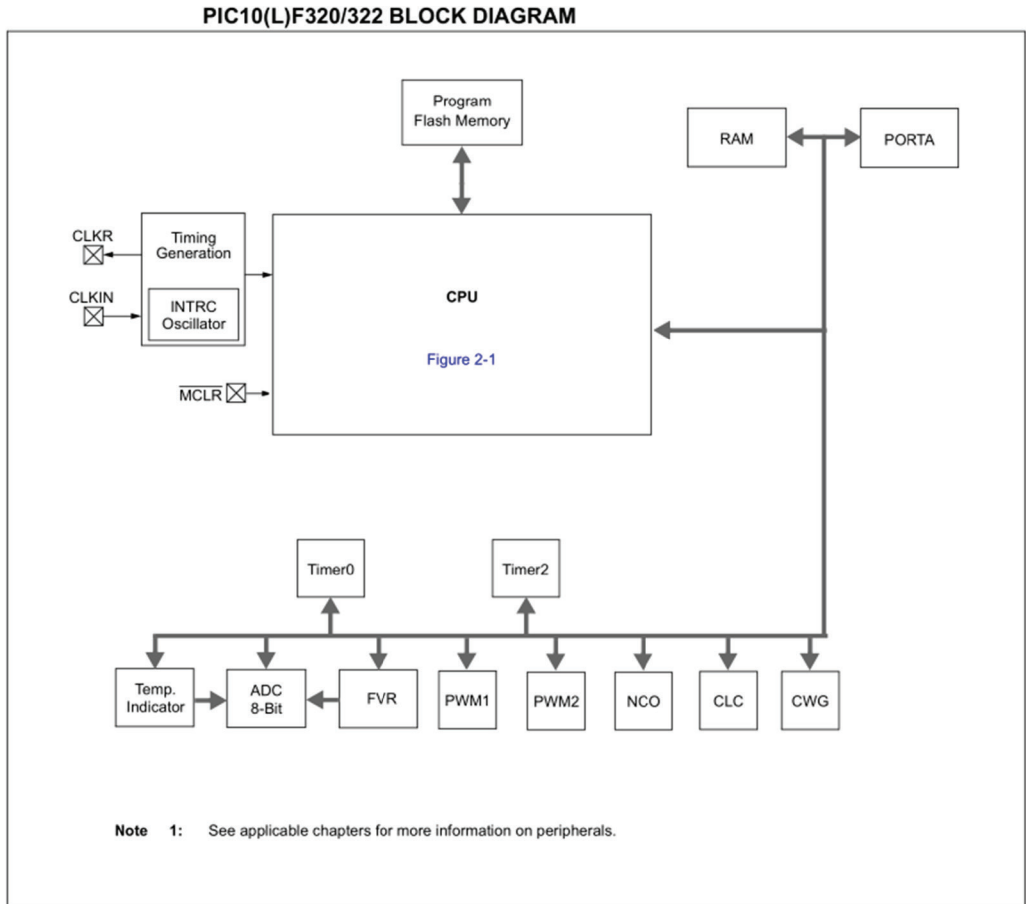 PIC10(L)F320/322 BLOCK DIAGRAM
Program
Flash Memory
RAM
PORTA
CLKR
Timing
Generation
CLKIN
INTRC
Oscillator
CPU
Figure 2-1
MCLR
Timer0
Timer2
Temp.
Indicator
ADC
8-Bit
FVR
PWM1
PWM2
NCO
CLC
CWG
Note 1: See applicable chapters for more information on peripherals.